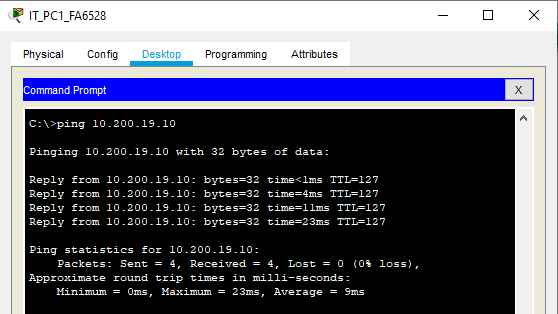 IT_PC1_FA6528
Physical Config Desktop Programming Attributes
Command Prompt X
C:\>ping 10.200.19.10
Pinging 10.200.19.10 with 32 bytes of data:
Reply from 10.200.19.10: bytes=32 time<1ms TTL=127
Reply from 10.200.19.10: bytes=32 time=4ms TTL=127
Reply from 10.200.19.10: bytes=32 time=11ms TTL=127
Reply from 10.200.19.10: bytes=32 time=23ms TTL=127
Ping statistics for 10.200.19.10:
    Packets: Sent = 4, Received = 4, Lost = 0 (0% loss),
Approximate round trip times in milli-seconds:
    Minimum = 0ms, Maximum = 23ms, Average = 9ms